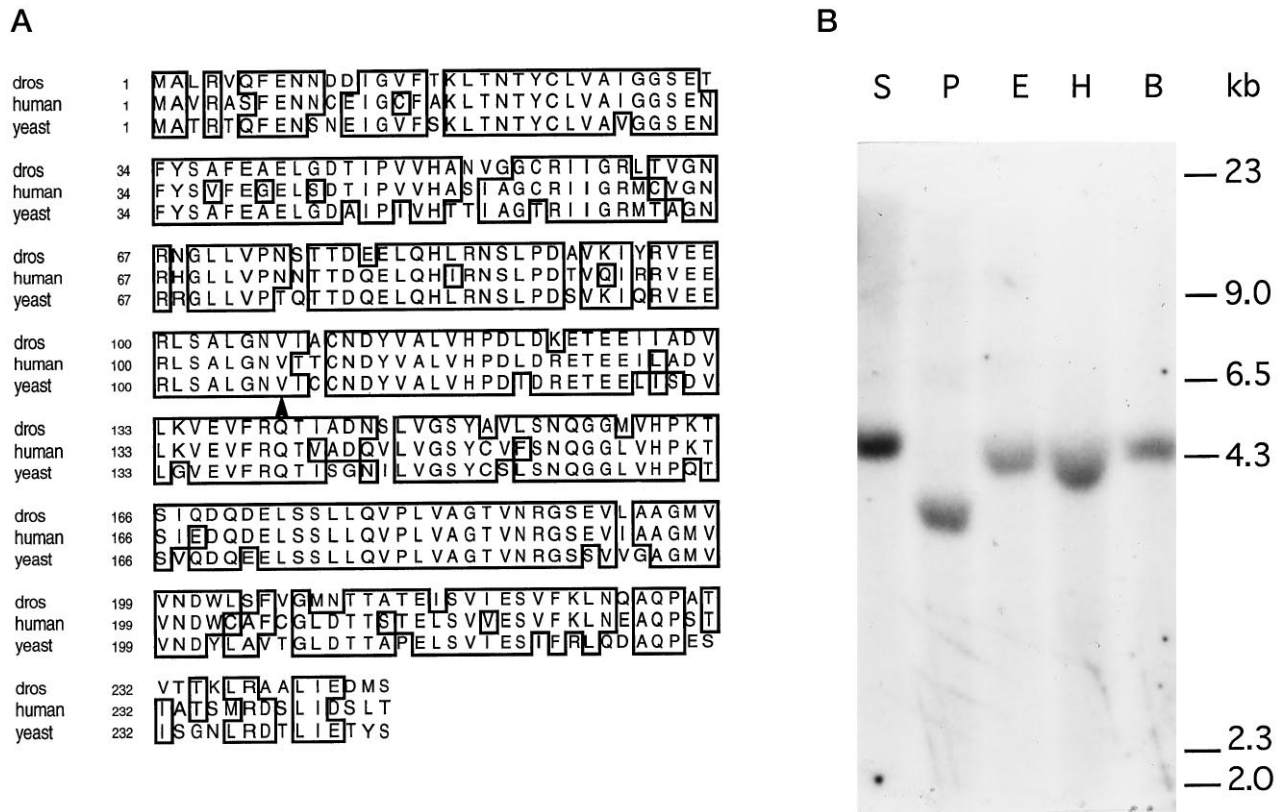 A
dros 1 MALRVQFENNDDIGVFTKLTNTYCLVAIGGSET
human 1 MAVRASFENNCEIGCFAKLTNTYCLVAIGGSEN
yeast 1 MATRTQFENSNEIGVFSKLTNTYCLVAVGGSEN
dros 34 FYSAFEAELGDTIPVVHANVGGCRIIGRLTVGN
human 34 FYSVFEGELSDTIPVVHASIAGCRIIGRMCVGN
yeast 34 FYSAFEAELGDAIPIVHTTIAGTRIIGRMTAGN
dros 67 RNGLLVPNSTTDEELQHLRNSLPDAVKIYRVEE
human 67 RHGLLVPNNTTDQELQHIRNSLPDTVQIRRVEE
yeast 67 RRGLLVPTQTTDQELQHLRNSLPDSVKIQRVEE
dros 100 RLSALGNVIACNDYVALVHPDLDKETEEIIADV
human 100 RLSALGNVTTCNDYVALVHPDLDRETEEILADV
yeast 100 RLSALGNVICCNDYVALVHPDIDRETEELISDV
dros 133 LKVEVFRQTIADNSLVGSYAVLSNQGGMVHPKT
human 133 LKVEVFRQTVADQVLVGSYCVFSNQGGLVHPKT
yeast 133 LGVEVFRQTISGNILVGSYCSLSNQGGLVHPQT
dros 166 SIQDQDELSSLLQVPLVAGTVNRGSEVLAAGMV
human 166 SIEDQDELSSLLQVPLVAGTVNRGSEVIAAGMV
yeast 166 SVQDQEELSSLLQVPLVAGTVNRGSSVVGAGMV
dros 199 VNDWLSFVGMNTTATEISVIESVFKLNQAQPAT
human 199 VNDWCAFCGLDTTSTELSVVESVFKLNEAQPST
yeast 199 VNDYLAVTGLDTTAPELSVIESIFRLQDAQPES
dros 232 VTTKLRAALIEDMS
human 232 IATSMRDSLIDSLT
yeast 232 ISGNLRDTLIETYS
B
S P E H B kb
23
9.0
6.5
4.3
2.3
2.0